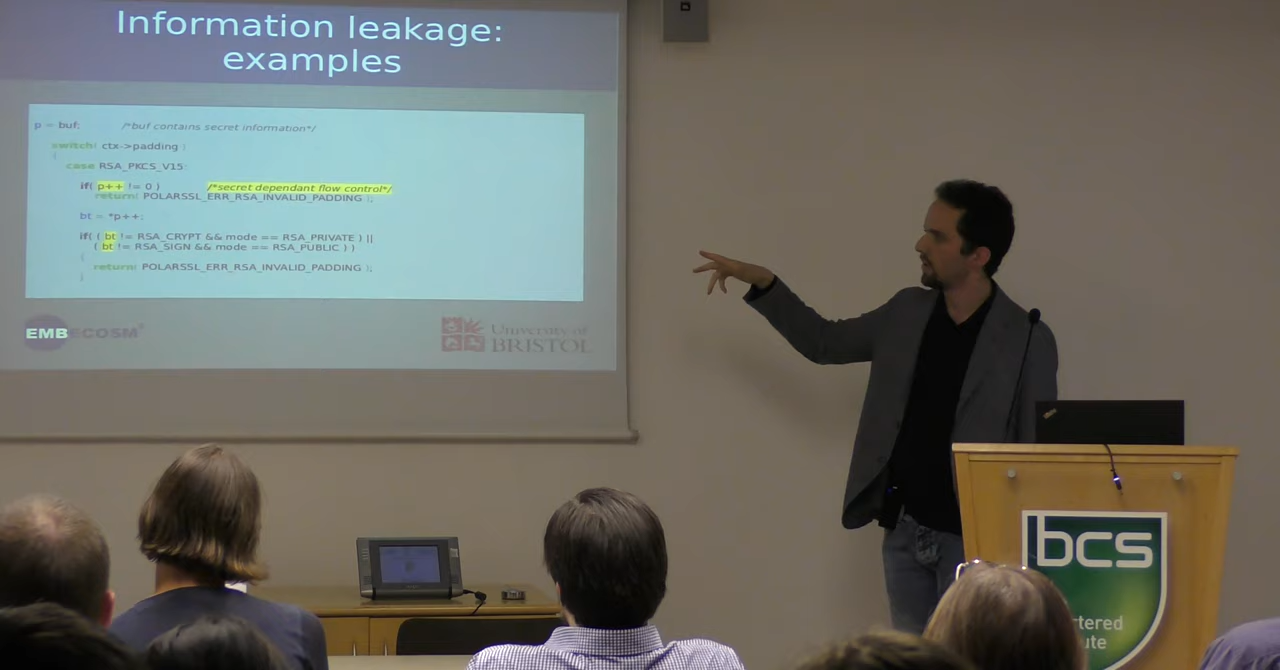 Information leakage:
examples
p = buf; /*buf contains secret information*/
switch( ctx->padding )
{
case RSA_PKCS_V15:
if( p++ != 0 ) /*secret dependant flow control*/
return( POLARSSL_ERR_RSA_INVALID_PADDING );
bt = *p++;
if( ( bt != RSA_CRYPT && mode == RSA_PRIVATE ) ||
( bt != RSA_SIGN && mode == RSA_PUBLIC ) )
{
return( POLARSSL_ERR_RSA_INVALID_PADDING );
}
EMBECOSM
University of
BRISTOL
bcs